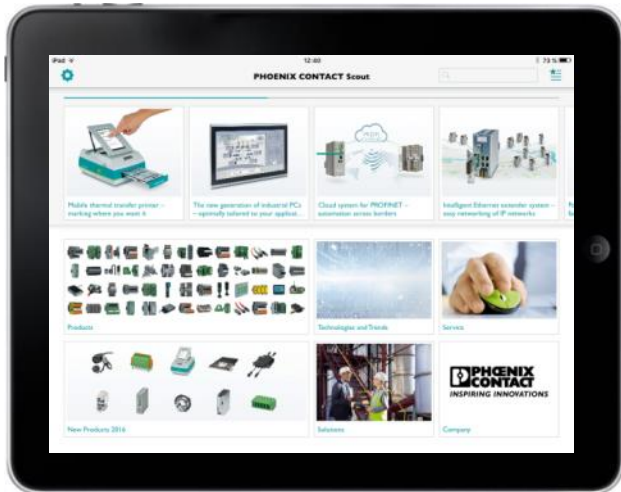 iPad
12:40
73 %
PHOENIX CONTACT Scout
Mobile thermal transfer printer –
marking where you want it
The new generation of industrial PCs
– optimally tailored to your applicat...
Cloud system for PROFINET –
automation across borders
Intelligent Ethernet extender system –
easy networking of IP networks
Products
Technologies and Trends
Service
New Products 2016
Solutions
PHŒNIX
CONTACT
INSPIRING INNOVATIONS
Company